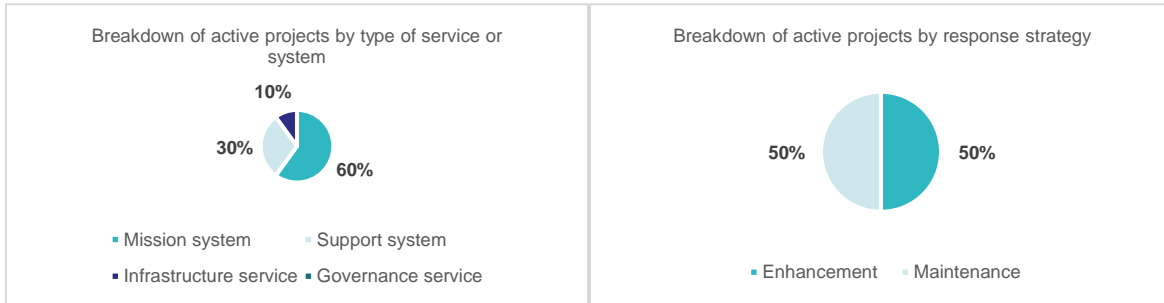 Breakdown of active projects by type of service or
system
10%
30%
60%
Mission system
Support system
Infrastructure service
Governance service
Breakdown of active projects by response strategy
50%
50%
Enhancement
Maintenance